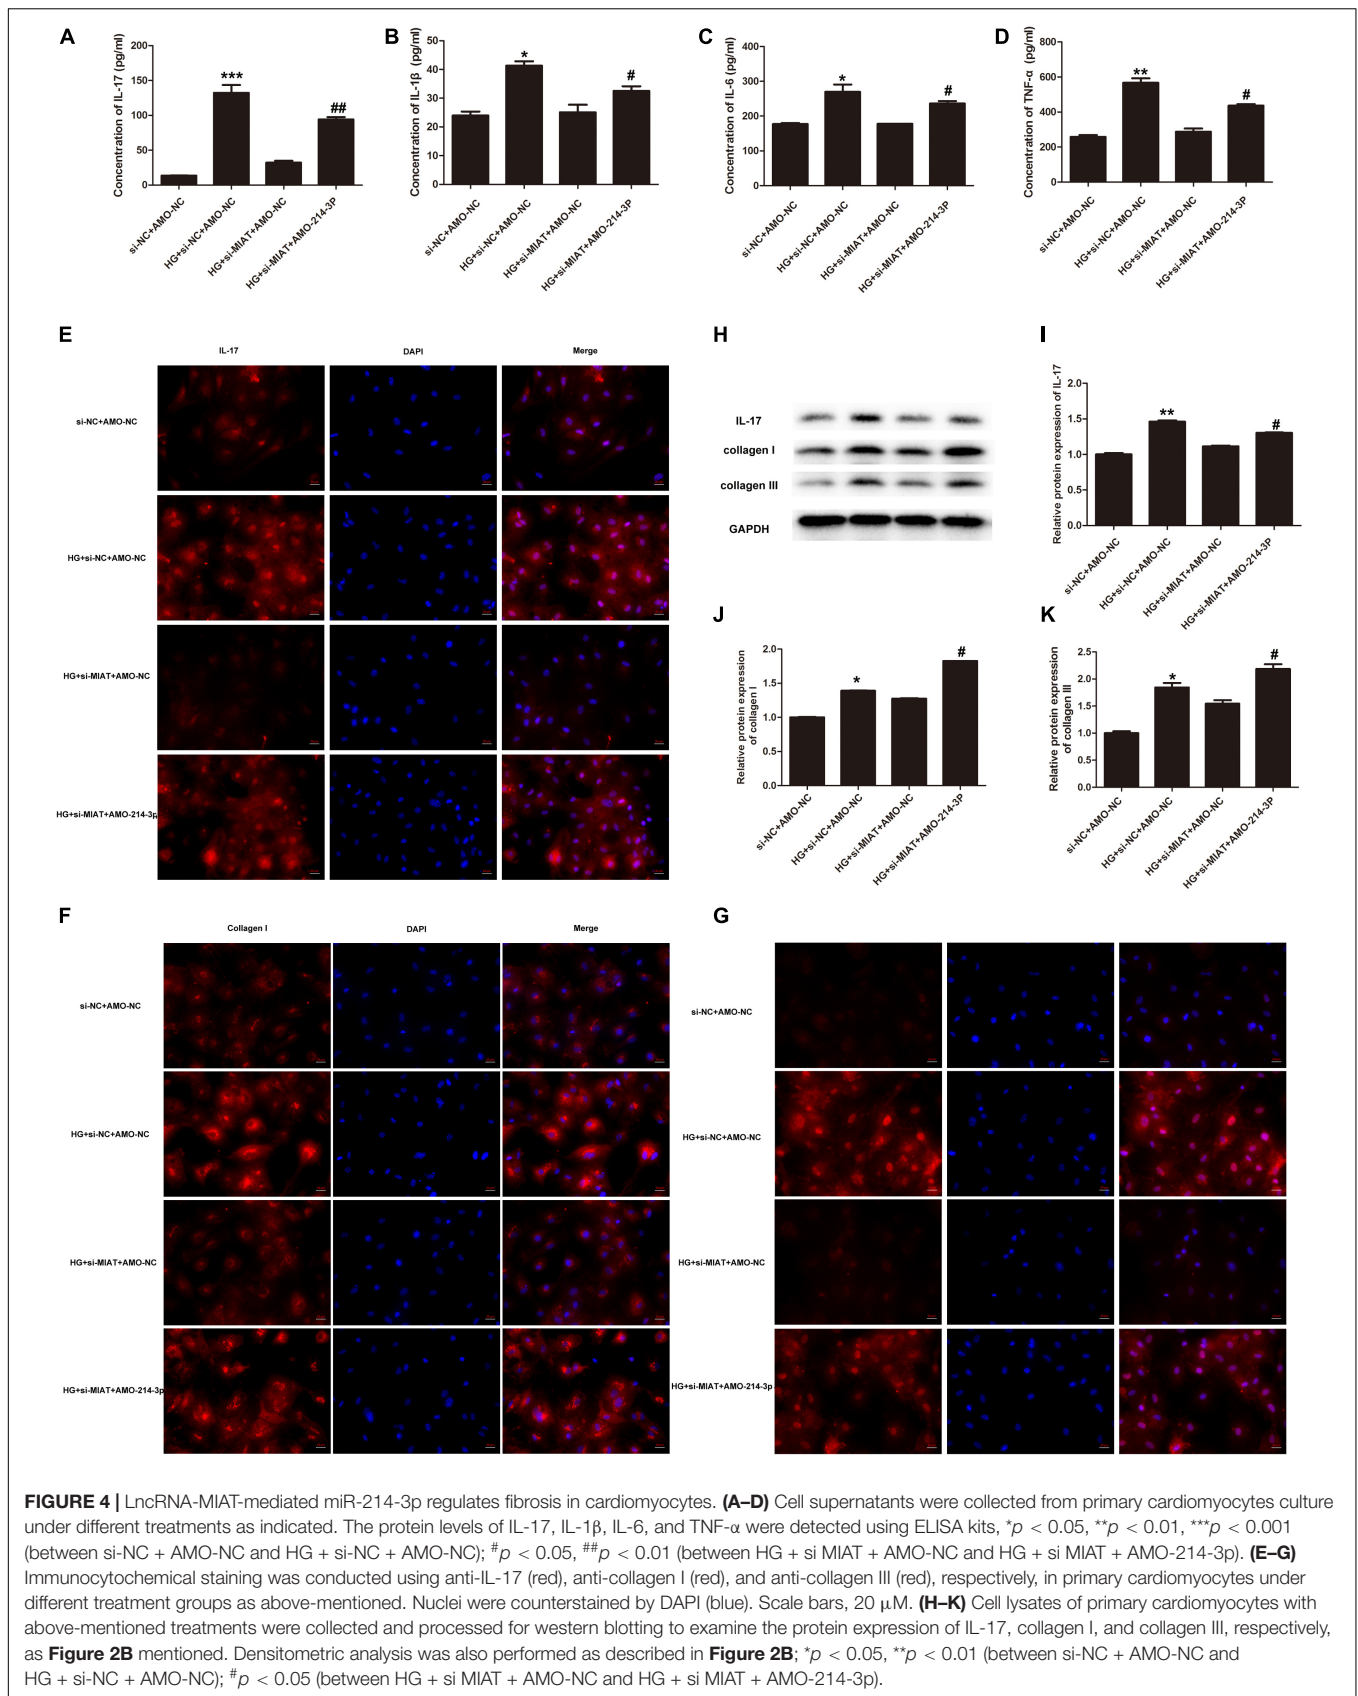 A
Concentration of IL-17 (pg/ml)
200
150
100
50
0
***
##
si-NC+AMO-NC
HG+si-NC+AMO-NC
HG+si-MIAT+AMO-NC
HG+si-MIAT+AMO-214-3P
B
Concentration of IL-1β (pg/ml)
50
40
30
20
10
0
*
#
si-NC+AMO-NC
HG+si-NC+AMO-NC
HG+si-MIAT+AMO-NC
HG+si-MIAT+AMO-214-3P
C
Concentration of IL-6 (pg/ml)
400
300
200
100
0
*
#
si-NC+AMO-NC
HG+si-NC+AMO-NC
HG+si-MIAT+AMO-NC
HG+si-MIAT+AMO-214-3P
D
Concentration of TNF-α (pg/ml)
800
600
400
200
0
**
#
si-NC+AMO-NC
HG+si-NC+AMO-NC
HG+si-MIAT+AMO-NC
HG+si-MIAT+AMO-214-3P
E
IL-17 DAPI Merge
si-NC+AMO-NC
HG+si-NC+AMO-NC
HG+si-MIAT+AMO-NC
HG+si-MIAT+AMO-214-3p
H
IL-17
collagen I
collagen III
GAPDH
I
Relative protein expression of IL-17
2.0
1.5
1.0
0.5
0.0
**
#
si-NC+AMO-NC
HG+si-NC+AMO-NC
HG+si-MIAT+AMO-NC
HG+si-MIAT+AMO-214-3P
J
Relative protein expression
of collagen I
2.0
1.5
1.0
0.5
0.0
*
#
si-NC+AMO-NC
HG+si-NC+AMO-NC
HG+si-MIAT+AMO-NC
HG+si-MIAT+AMO-214-3P
K
Relative protein expression
of collagen III
2.5
2.0
1.5
1.0
0.5
0.0
*
#
si-NC+AMO-NC
HG+si-NC+AMO-NC
HG+si-MIAT+AMO-NC
HG+si-MIAT+AMO-214-3P
F
Collagen I DAPI Merge
si-NC+AMO-NC
HG+si-NC+AMO-NC
HG+si-MIAT+AMO-NC
HG+si-MIAT+AMO-214-3p
G
si-NC+AMO-NC
HG+si-NC+AMO-NC
HG+si-MIAT+AMO-NC
HG+si-MIAT+AMO-214-3p
FIGURE 4 | LncRNA-MIAT-mediated miR-214-3p regulates fibrosis in cardiomyocytes. (A–D) Cell supernatants were collected from primary cardiomyocytes culture
under different treatments as indicated. The protein levels of IL-17, IL-1β, IL-6, and TNF-α were detected using ELISA kits, *p < 0.05, **p < 0.01, ***p < 0.001
(between si-NC + AMO-NC and HG + si-NC + AMO-NC); #p < 0.05, ##p < 0.01 (between HG + si MIAT + AMO-NC and HG + si MIAT + AMO-214-3p). (E–G)
Immunocytochemical staining was conducted using anti-IL-17 (red), anti-collagen I (red), and anti-collagen III (red), respectively, in primary cardiomyocytes under
different treatment groups as above-mentioned. Nuclei were counterstained by DAPI (blue). Scale bars, 20 μM. (H–K) Cell lysates of primary cardiomyocytes with
above-mentioned treatments were collected and processed for western blotting to examine the protein expression of IL-17, collagen I, and collagen III, respectively,
as Figure 2B mentioned. Densitometric analysis was also performed as described in Figure 2B; *p < 0.05, **p < 0.01 (between si-NC + AMO-NC and
HG + si-NC + AMO-NC); #p < 0.05 (between HG + si MIAT + AMO-NC and HG + si MIAT + AMO-214-3p).